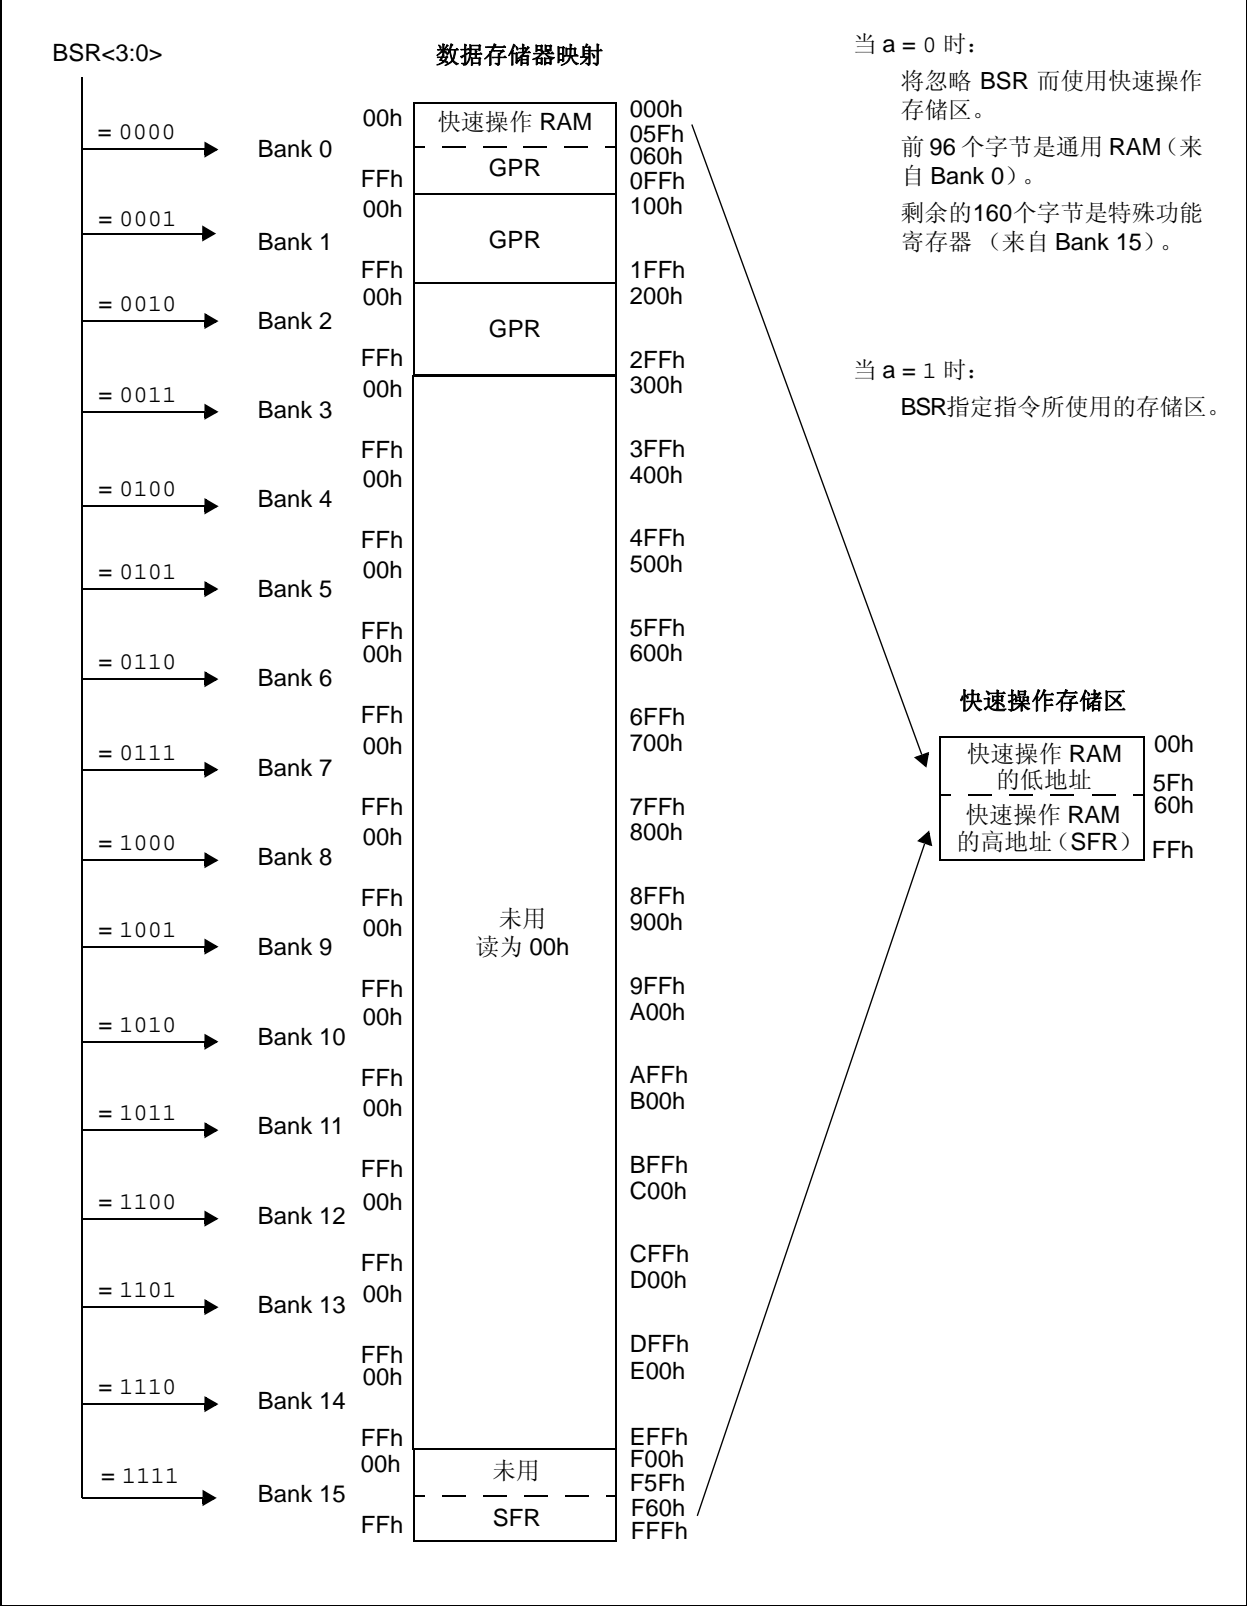 BSR<3:0>
数据存储器映射
= 0000
Bank 0
00h
FFh
快速操作 RAM
GPR
000h
05Fh
060h
0FFh
= 0001
Bank 1
00h
FFh
GPR
100h
1FFh
= 0010
Bank 2
00h
FFh
GPR
200h
2FFh
= 0011
Bank 3
00h
FFh
300h
3FFh
= 0100
Bank 4
00h
FFh
400h
4FFh
= 0101
Bank 5
00h
FFh
500h
5FFh
= 0110
Bank 6
00h
FFh
600h
6FFh
= 0111
Bank 7
00h
FFh
700h
7FFh
= 1000
Bank 8
00h
FFh
800h
8FFh
= 1001
Bank 9
00h
FFh
未用
读为 00h
900h
9FFh
= 1010
Bank 10
00h
FFh
A00h
AFFh
= 1011
Bank 11
00h
FFh
B00h
BFFh
= 1100
Bank 12
00h
FFh
C00h
CFFh
= 1101
Bank 13
00h
FFh
D00h
DFFh
= 1110
Bank 14
00h
FFh
E00h
EFFh
= 1111
Bank 15
00h
FFh
未用
SFR
F00h
F5Fh
F60h
FFFh
当 a = 0 时：
将忽略 BSR 而使用快速操作
存储区。
前 96 个字节是通用 RAM（来
自 Bank 0）。
剩余的160个字节是特殊功能
寄存器 （来自 Bank 15）。
当 a = 1 时：
BSR指定指令所使用的存储区。
快速操作存储区
快速操作 RAM
的低地址
快速操作 RAM
的高地址（SFR）
00h
5Fh
60h
FFh